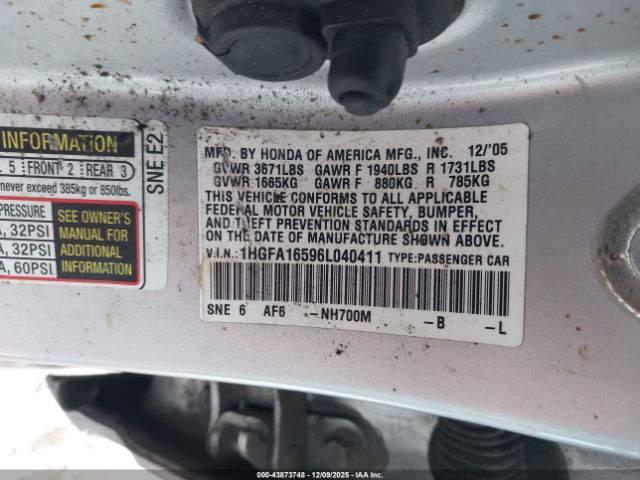 INFORMATION
5 FRONT 2 REAR 3
never exceed 385kg or 850lbs.
PRESSURE
32PSI
32PSI
60PSI
SEE OWNER'S
MANUAL FOR
ADDITIONAL
INFORMATION
SNE E2
MFD. BY HONDA OF AMERICA MFG., INC. 12/'05
GVWR 3671LBS GAWR F 1940LBS R 1731LBS
GVWR 1665KG GAWR F 880KG R 785KG
THIS VEHICLE CONFORMS TO ALL APPLICABLE
FEDERAL MOTOR VEHICLE SAFETY, BUMPER,
AND THEFT PREVENTION STANDARDS IN EFFECT
ON THE DATE OF MANUFACTURE SHOWN ABOVE.
V.I.N.: 1HGFA16596L040411 TYPE:PASSENGER CAR
SNE 6 AF6 -NH700M -B -L
000-43873748 - 12/09/2025 - IAAI, Inc.